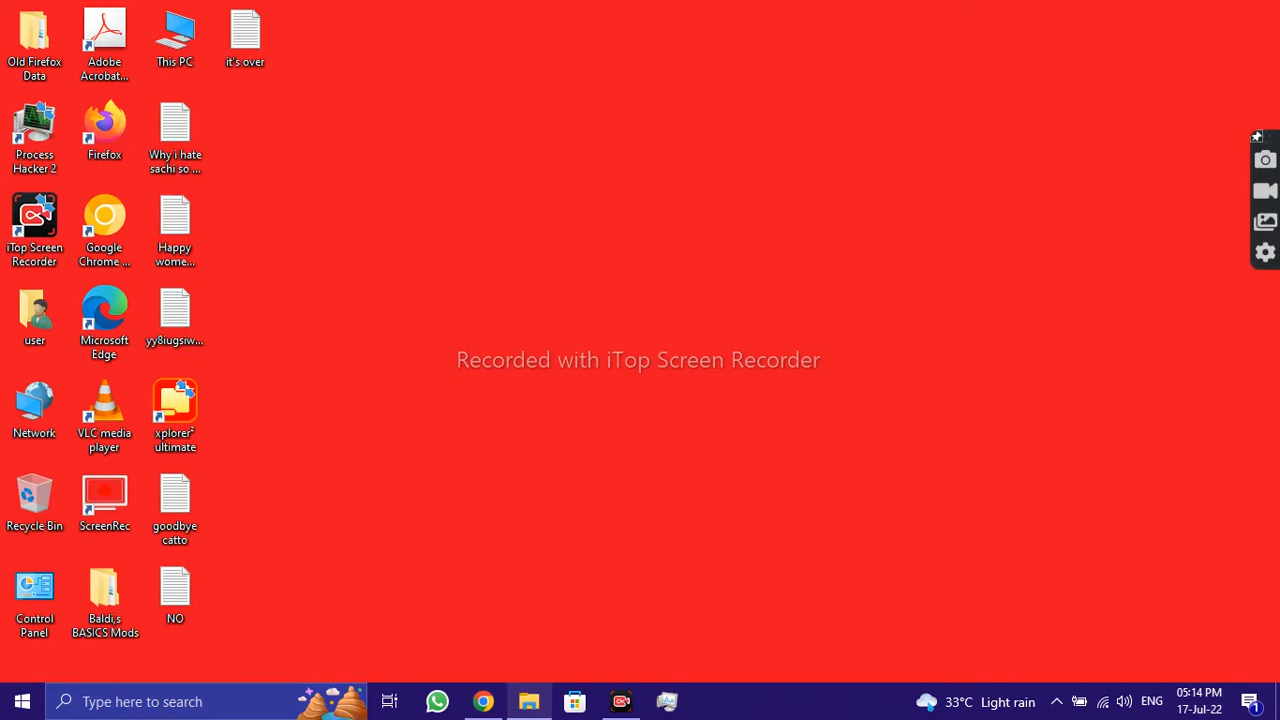 Old Firefox
Data
Adobe
Acrobat...
This PC
it's over
Process
Hacker 2
Firefox
Why i hate
sachi so ...
iTop Screen
Recorder
Google
Chrome ...
Happy
wome...
user
Microsoft
Edge
yy8iugsiw...
Network
VLC media
player
xplorer²
ultimate
Recycle Bin
ScreenRec
goodbye
catto
Control
Panel
Baldi,s
BASICS Mods
NO
Recorded with iTop Screen Recorder
Type here to search
33°C Light rain
ENG
05:14 PM
17-Jul-22
1